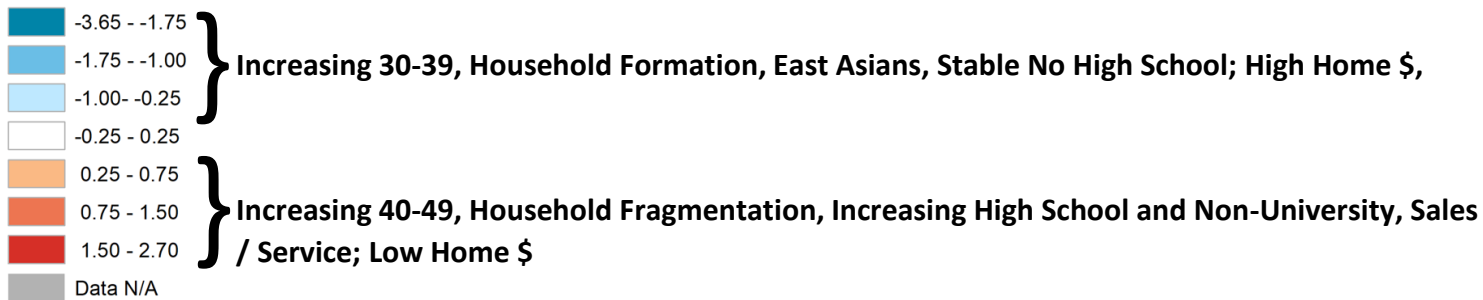 -3.65 - -1.75
-1.75 - -1.00
Increasing 30-39, Household Formation, East Asians, Stable No High School; High Home $,
-1.00- -0.25
-0.25 - 0.25
0.25 - 0.75
0.75 - 1.50
Increasing 40-49, Household Fragmentation, Increasing High School and Non-University, Sales
1.50 - 2.70
/ Service; Low Home $
Data N/A